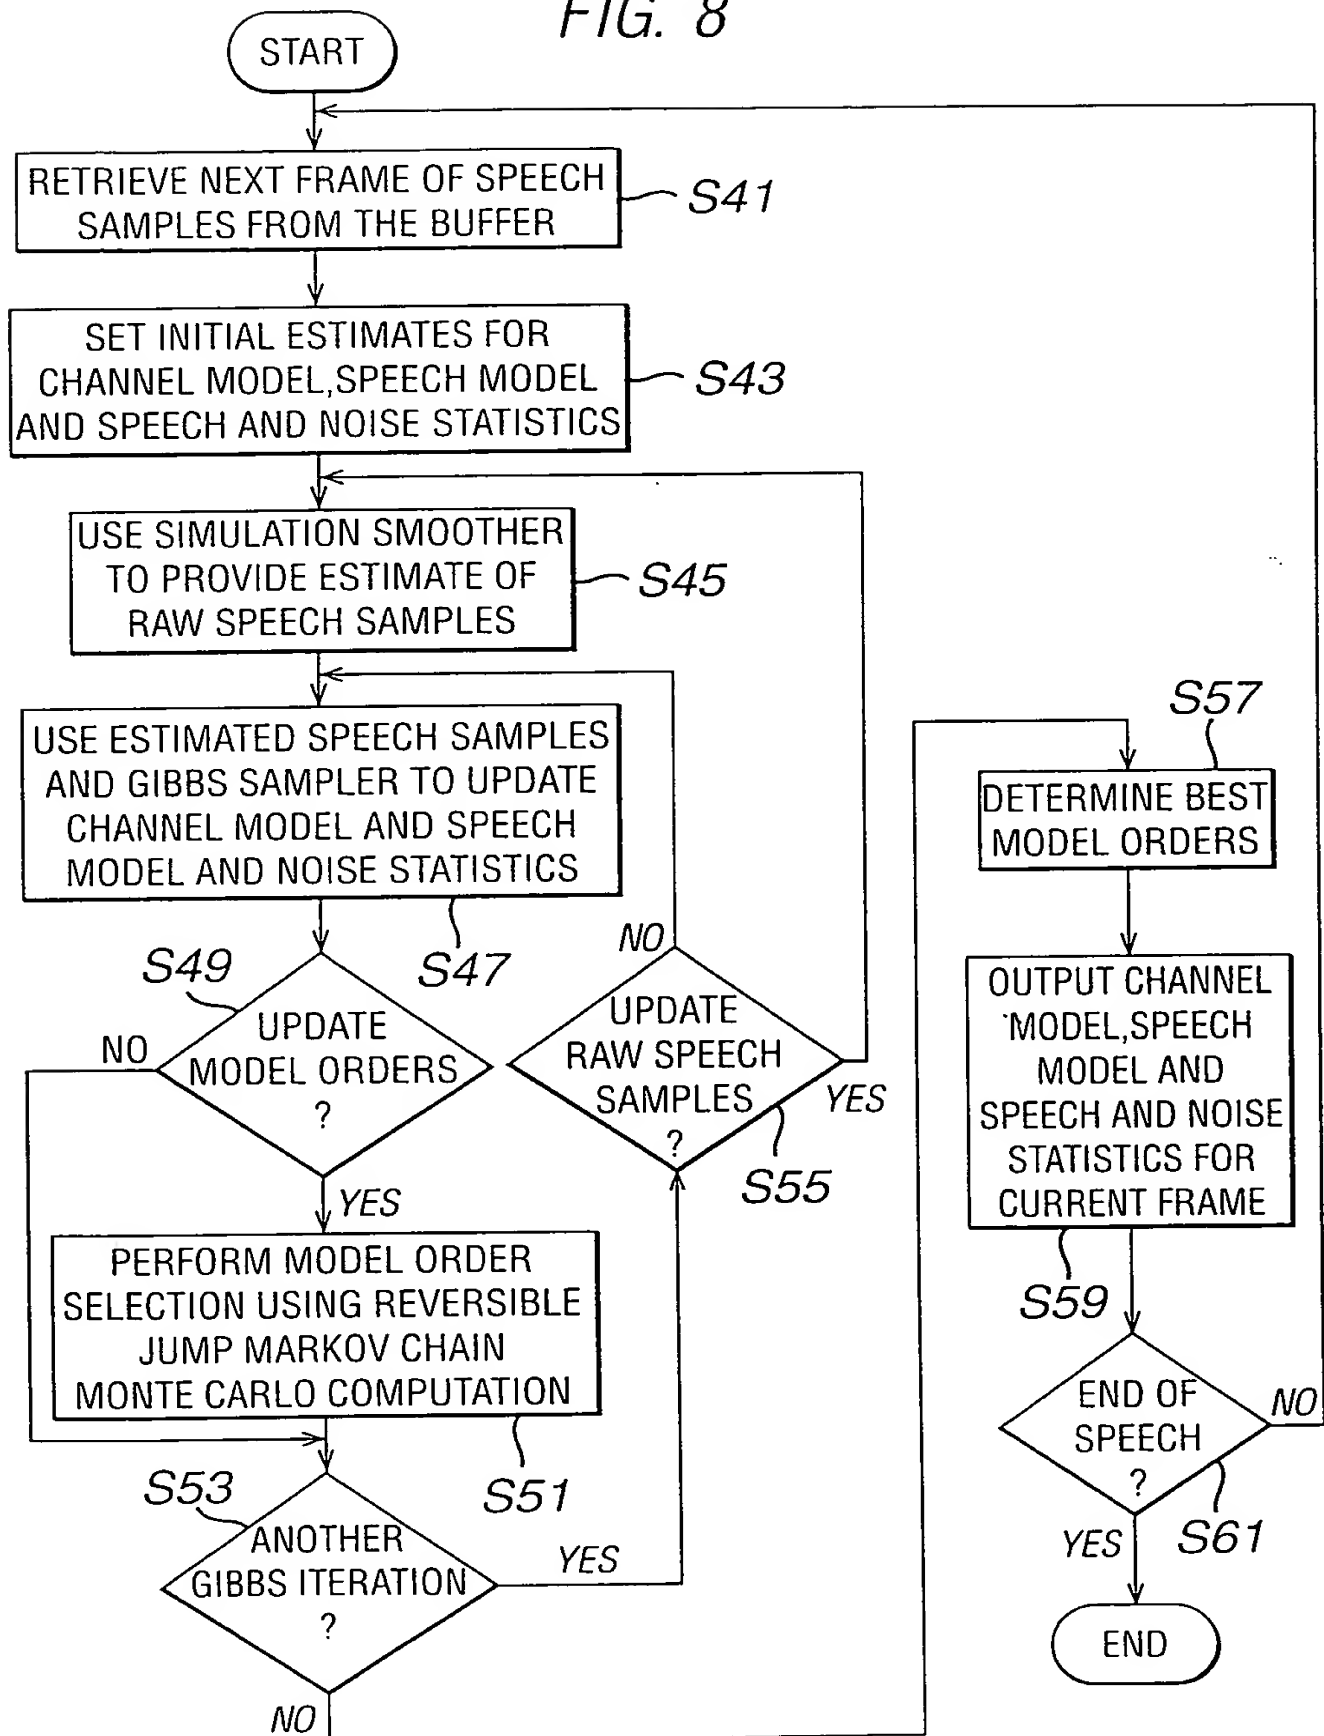 FIG. 8
START
RETRIEVE NEXT FRAME OF SPEECH
SAMPLES FROM THE BUFFER
S41
SET INITIAL ESTIMATES FOR
CHANNEL MODEL,SPEECH MODEL
AND SPEECH AND NOISE STATISTICS
S43
USE SIMULATION SMOOTHER
TO PROVIDE ESTIMATE OF
RAW SPEECH SAMPLES
S45
USE ESTIMATED SPEECH SAMPLES
AND GIBBS SAMPLER TO UPDATE
CHANNEL MODEL AND SPEECH
MODEL AND NOISE STATISTICS
S47
S49
UPDATE
MODEL ORDERS
?
NO
YES
PERFORM MODEL ORDER
SELECTION USING REVERSIBLE
JUMP MARKOV CHAIN
MONTE CARLO COMPUTATION
S51
S53
ANOTHER
GIBBS ITERATION
?
YES
NO
NO
UPDATE
RAW SPEECH
SAMPLES
?
YES
S55
S57
DETERMINE BEST
MODEL ORDERS
OUTPUT CHANNEL
MODEL,SPEECH
MODEL AND
SPEECH AND NOISE
STATISTICS FOR
CURRENT FRAME
S59
END OF
SPEECH
?
NO
S61
YES
END